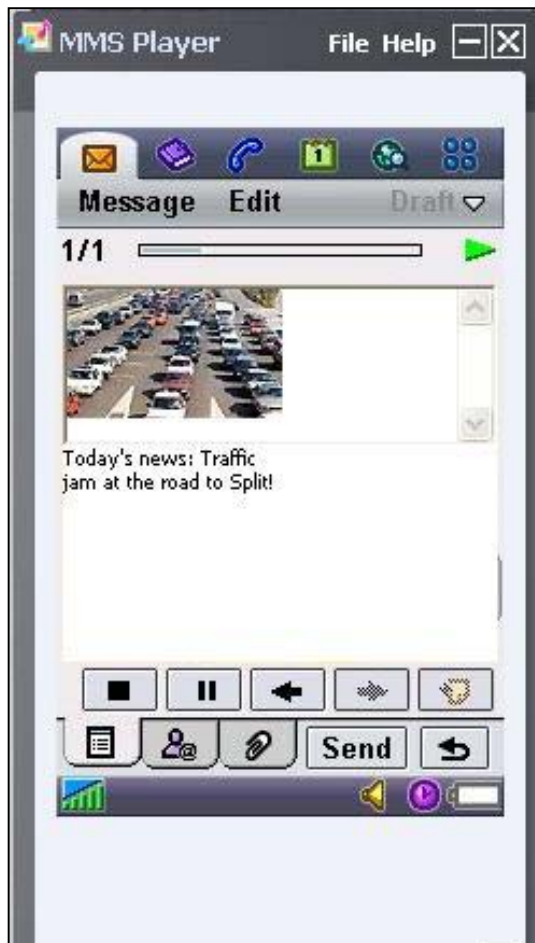 MMS Player File Help
1
Message Edit Draft
1/1
Today's news: Traffic
jam at the road to Split!
Send